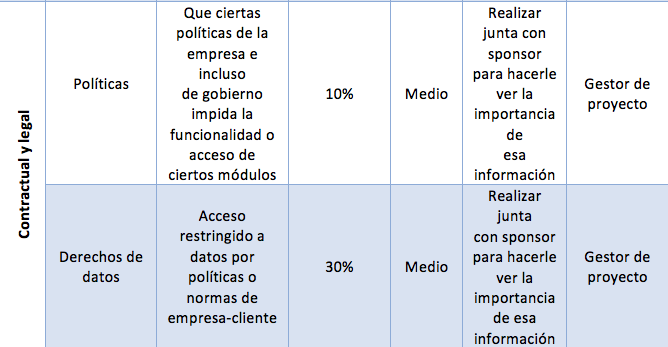 Contractual y legal
Políticas
Que ciertas
políticas de la
empresa e
incluso
de gobierno
impida la
funcionalidad o
acceso de
ciertos módulos
10%
Medio
Realizar
junta con
sponsor
para hacerle
ver la
importancia
de
esa
información
Gestor de
proyecto
Derechos de
datos
Acceso
restringido a
datos por
políticas o
normas de
empresa-cliente
30%
Medio
Realizar
junta
con sponsor
para hacerle
ver la
importancia
de esa
información
Gestor de
proyecto